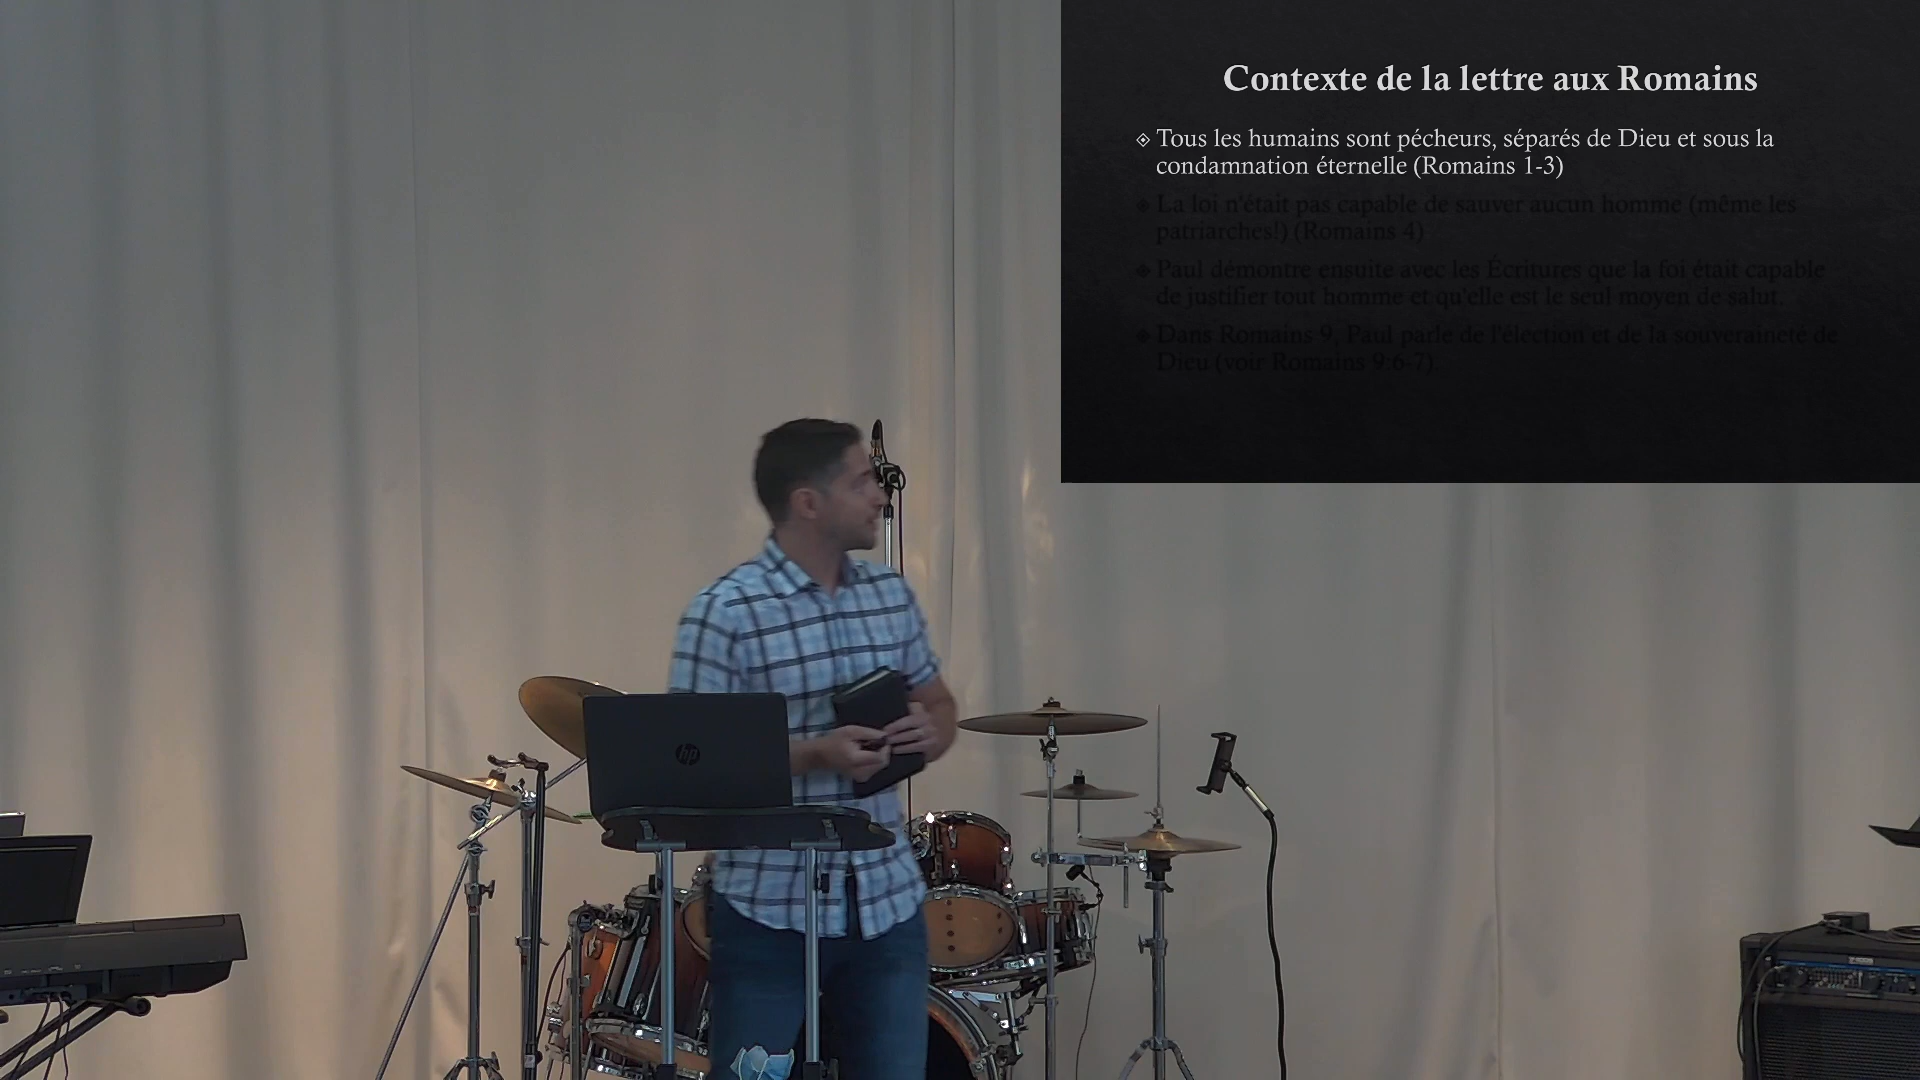 Contexte de la lettre aux Romains
Tous les humains sont pécheurs, séparés de Dieu et sous la
condamnation éternelle (Romains 1-3)
La loi n'était pas capable de sauver aucun homme (même les
patriarches!) (Romains 4)
Paul démontre ensuite avec les Écritures que la foi était capable
de justifier tout homme et qu'elle est le seul moyen de salut.
Dans Romains 9, Paul parle de l'élection et de la souveraineté de
Dieu (voir Romains 9:6-7).
hp